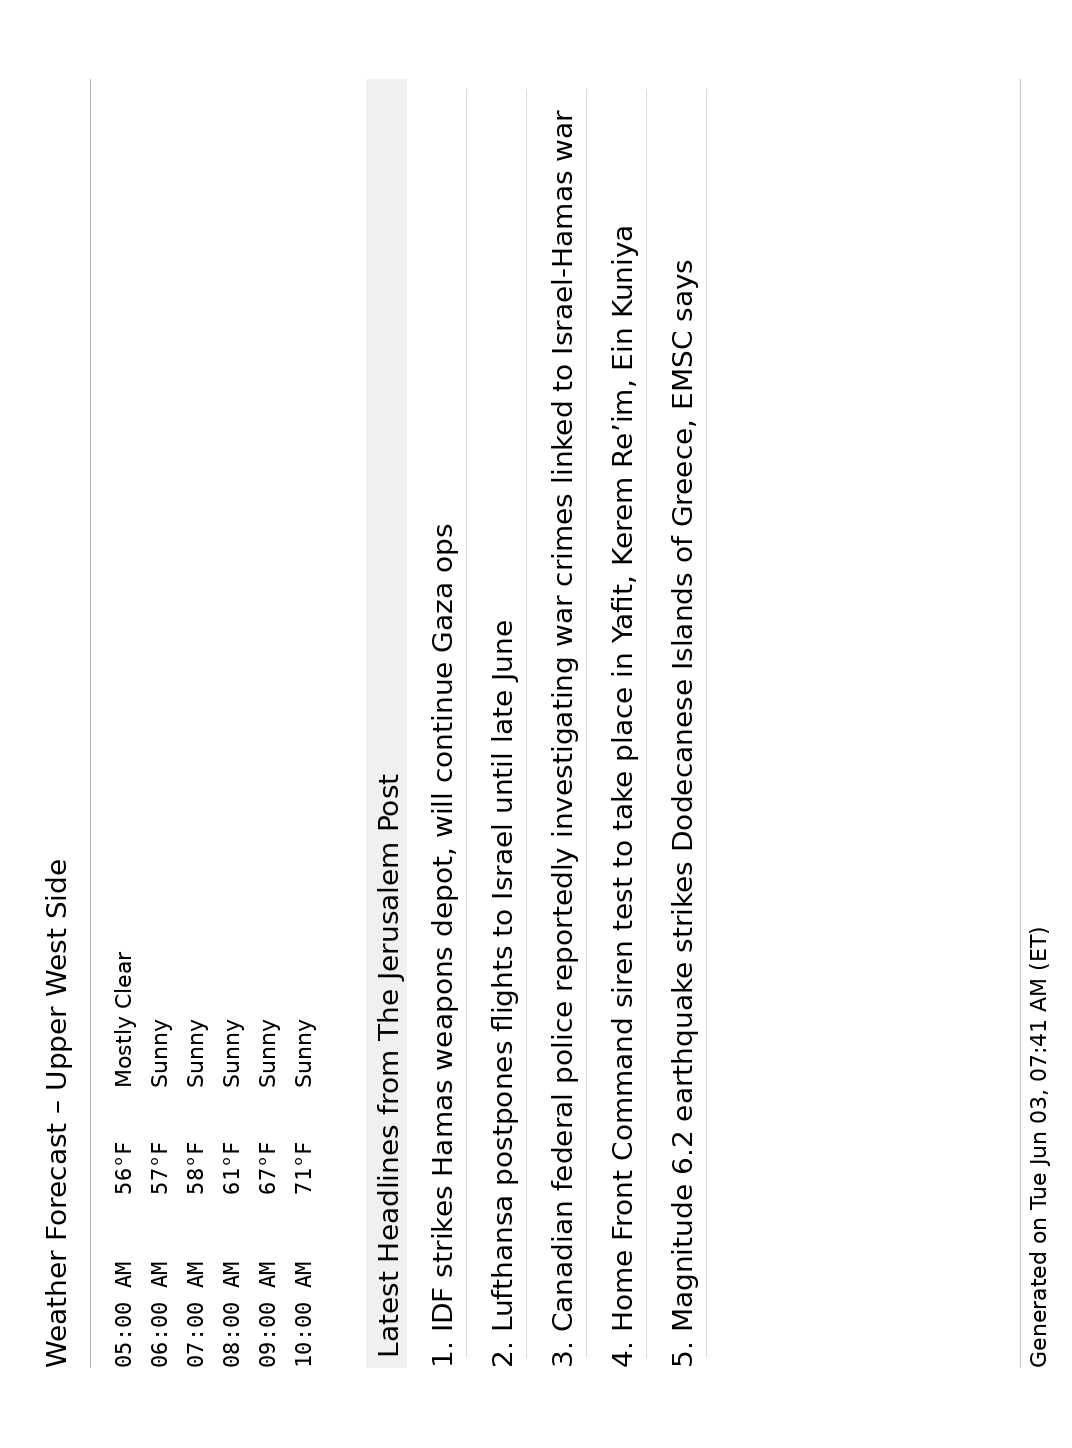 Weather Forecast – Upper West Side
05:00 AM 56°F Mostly Clear
06:00 AM 57°F Sunny
07:00 AM 58°F Sunny
08:00 AM 61°F Sunny
09:00 AM 67°F Sunny
10:00 AM 71°F Sunny
Latest Headlines from The Jerusalem Post
1. IDF strikes Hamas weapons depot, will continue Gaza ops
2. Lufthansa postpones flights to Israel until late June
3. Canadian federal police reportedly investigating war crimes linked to Israel-Hamas war
4. Home Front Command siren test to take place in Yafit, Kerem Re’im, Ein Kuniya
5. Magnitude 6.2 earthquake strikes Dodecanese Islands of Greece, EMSC says
Generated on Tue Jun 03, 07:41 AM (ET)